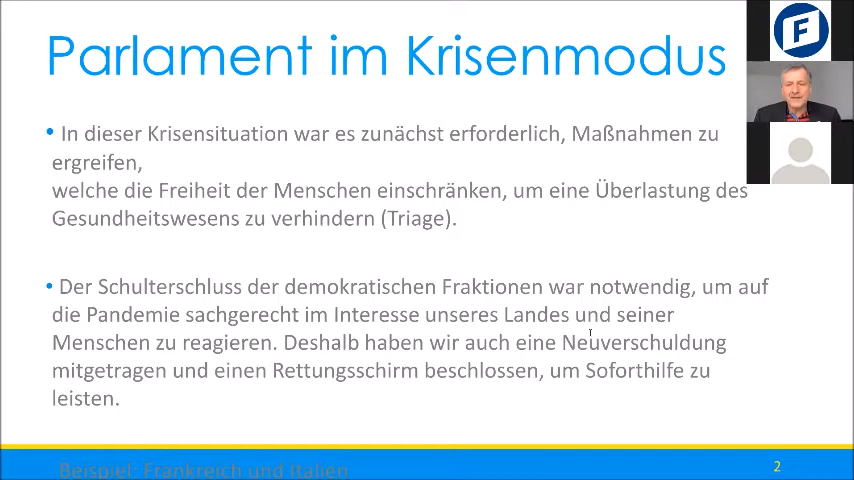 Parlament im Krisenmodus
• In dieser Krisensituation war es zunächst erforderlich, Maßnahmen zu
ergreifen,
welche die Freiheit der Menschen einschränken, um eine Überlastung des
Gesundheitswesens zu verhindern (Triage).
• Der Schulterschluss der demokratischen Fraktionen war notwendig, um auf
die Pandemie sachgerecht im Interesse unseres Landes und seiner
Menschen zu reagieren. Deshalb haben wir auch eine Neuverschuldung
mitgetragen und einen Rettungsschirm beschlossen, um Soforthilfe zu
leisten.
Beispiel: Frankreich und Italien
2
F